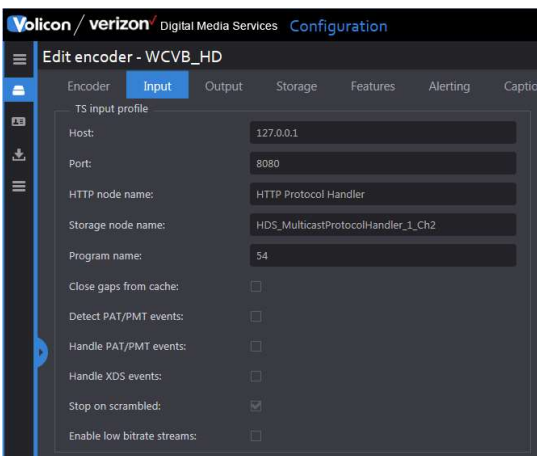 Volicon / verizon✓ Digital Media Services Configuration
Edit encoder - WCVB_HD
Encoder Input Output Storage Features Alerting Captio
TS input profile
Host: 127.0.0.1
Port: 8080
HTTP node name: HTTP Protocol Handler
Storage node name: HDS_MulticastProtocolHandler_1_Ch2
Program name: 54
Close gaps from cache:
Detect PAT/PMT events:
Handle PAT/PMT events:
Handle XDS events:
Stop on scrambled:
Enable low bitrate streams: